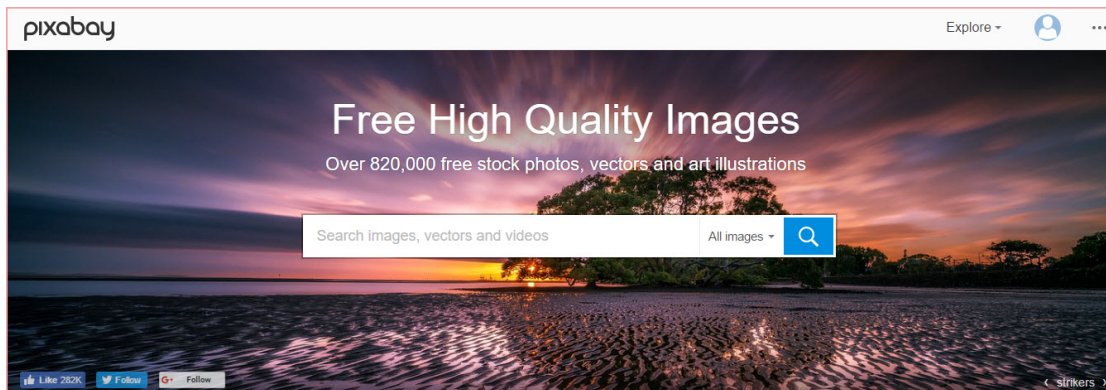 pixabay
Explore
Free High Quality Images
Over 820,000 free stock photos, vectors and art illustrations
Search images, vectors and videos
All images
Like 282K
Follow
G+ Follow
‹ strikers ›